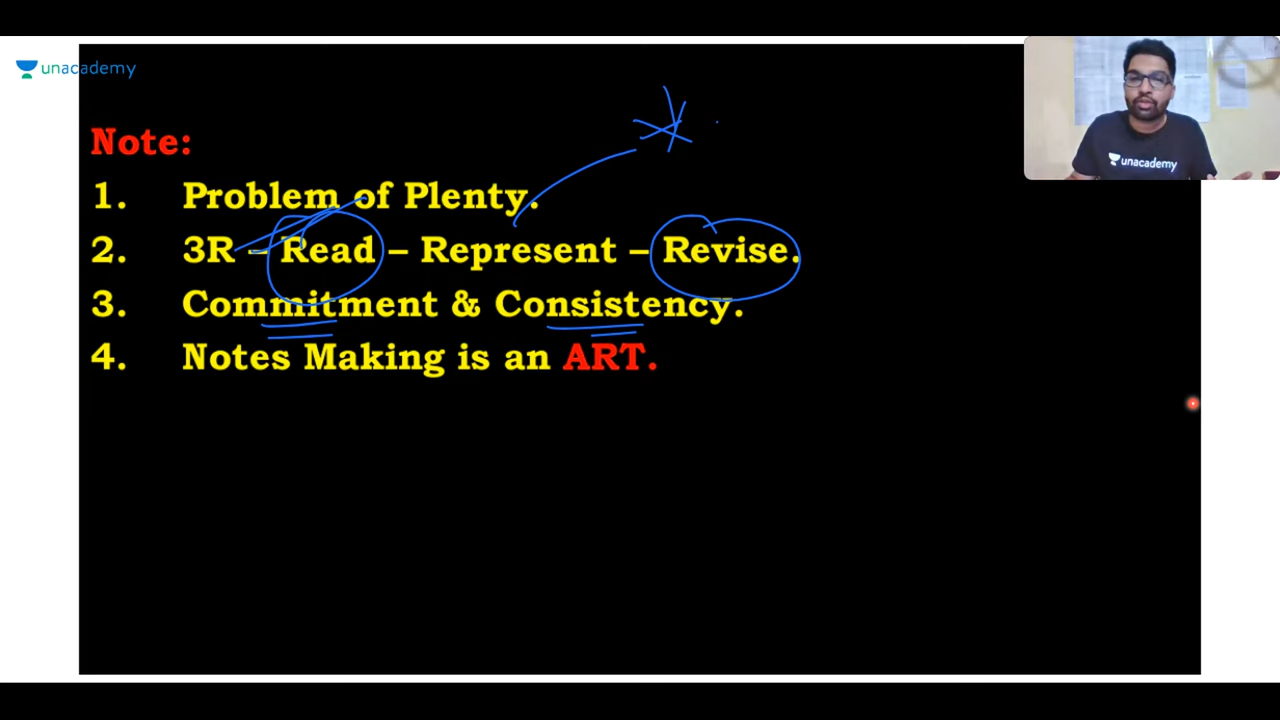 unacademy
Note:
1. Problem of Plenty.
2. 3R – Read – Represent – Revise.
3. Commitment & Consistency.
4. Notes Making is an ART.
unacademy